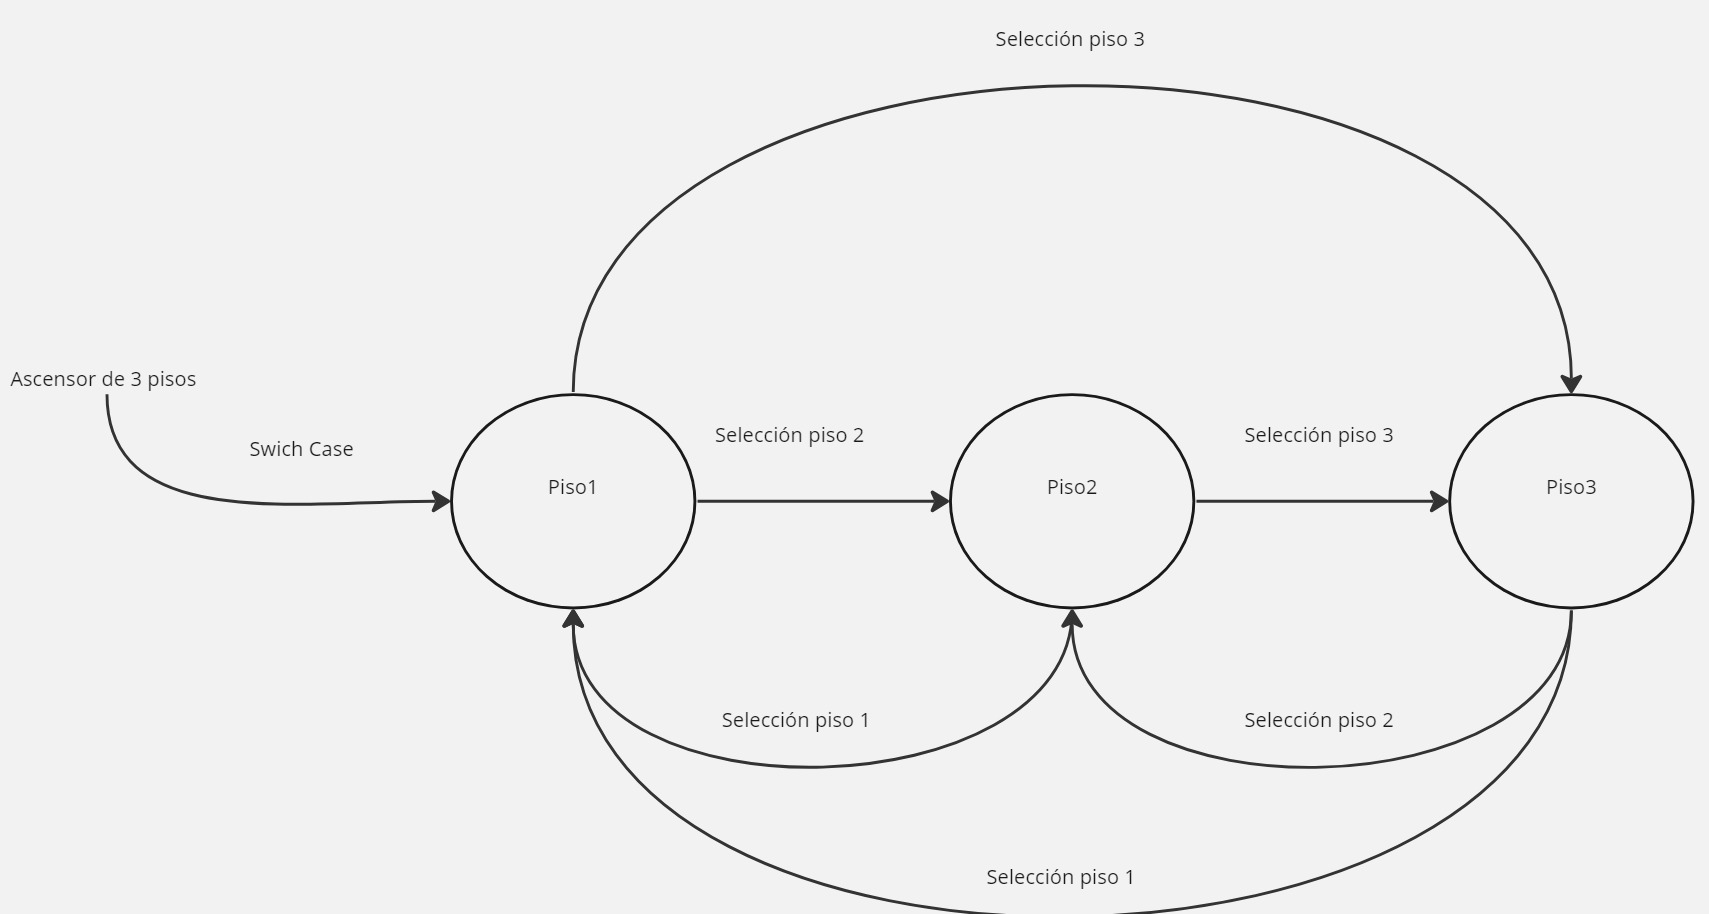 Selección piso 3
Ascensor de 3 pisos
Swich Case
Selección piso 2
Selección piso 3
Piso1
Piso2
Piso3
Selección piso 1
Selección piso 2
Selección piso 1